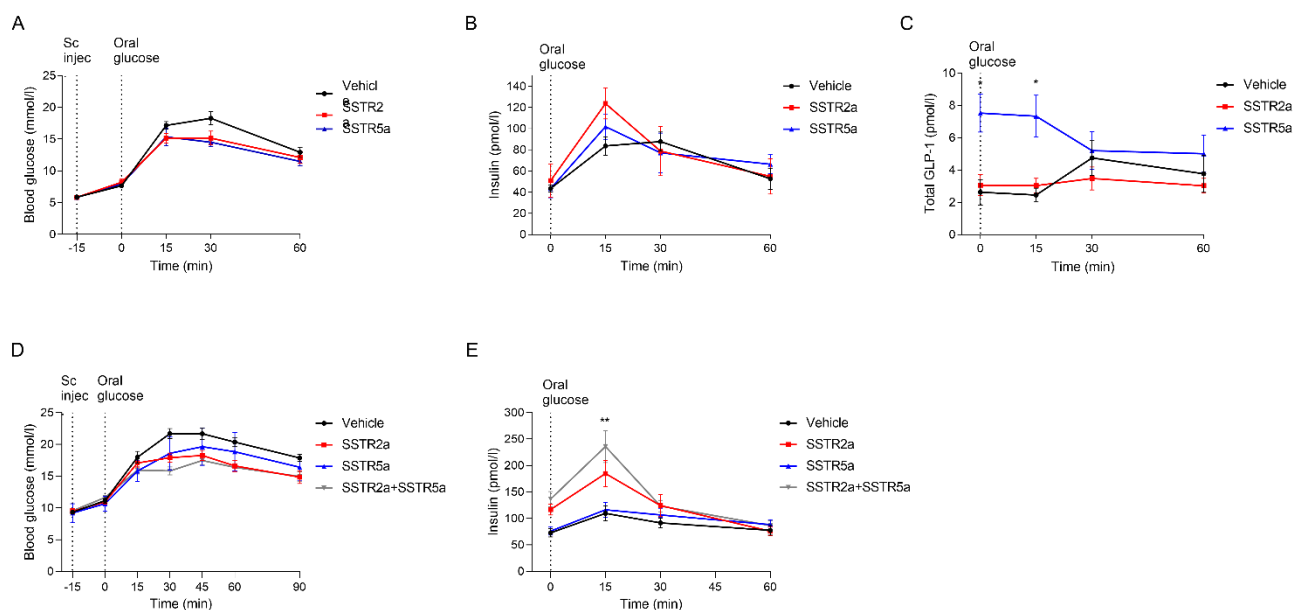 A
Sc
injec
Oral
glucose
Blood glucose (mmol/l)
25
20
15
10
5
0
-15
0
15
30
60
Time (min)
Vehicl
e
SSTR2
a
SSTR5a
B
Oral
glucose
Insulin (pmol/l)
140
120
100
80
60
40
20
0
0
15
30
60
Time (min)
Vehicle
SSTR2a
SSTR5a
C
Oral
glucose
Total GLP-1 (pmol/l)
10
8
6
4
2
0
*
*
0
15
30
60
Time (min)
Vehicle
SSTR2a
SSTR5a
D
Sc
injec
Oral
glucose
Blood glucose (mmol/l)
25
20
15
10
5
0
-15
0
15
30
45
60
90
Time (min)
Vehicle
SSTR2a
SSTR5a
SSTR2a+SSTR5a
E
Oral
glucose
Insulin (pmol/l)
300
250
200
150
100
50
0
**
0
15
30
45
60
Time (min)
Vehicle
SSTR2a
SSTR5a
SSTR2a+SSTR5a